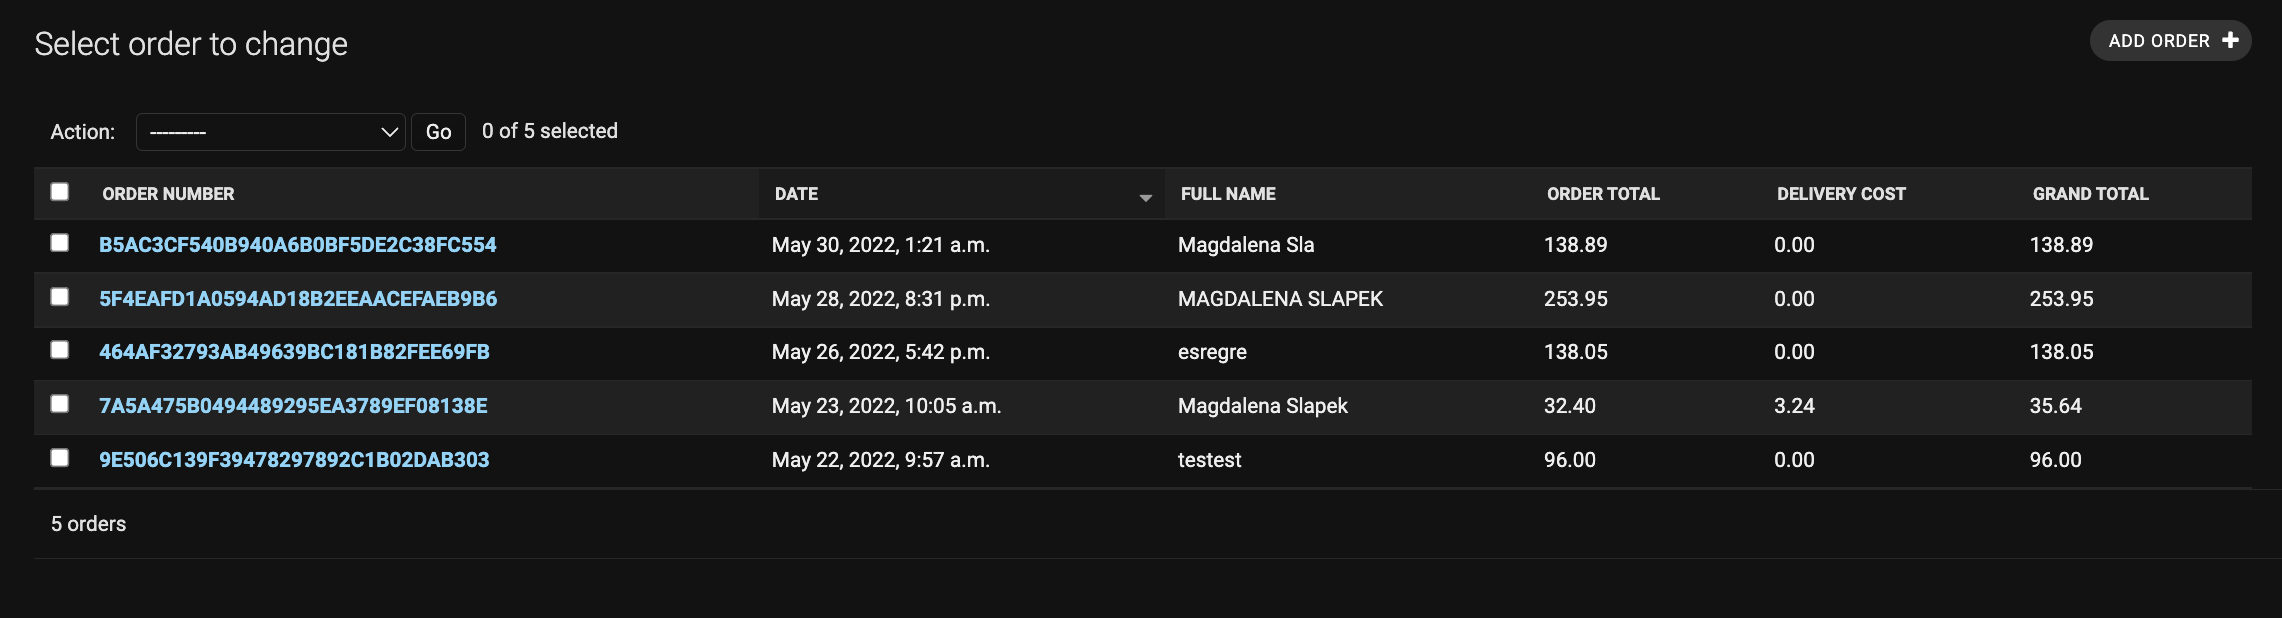 Select order to change
ADD ORDER
Action: --------- Go 0 of 5 selected
ORDER NUMBER DATE FULL NAME ORDER TOTAL DELIVERY COST GRAND TOTAL
B5AC3CF540B940A6B0BF5DE2C38FC554 May 30, 2022, 1:21 a.m. Magdalena Sla 138.89 0.00 138.89
5F4EAFD1A0594AD18B2EEAACEFAEB9B6 May 28, 2022, 8:31 p.m. MAGDALENA SLAPEK 253.95 0.00 253.95
464AF32793AB49639BC181B82FEE69FB May 26, 2022, 5:42 p.m. esregre 138.05 0.00 138.05
7A5A475B0494489295EA3789EF08138E May 23, 2022, 10:05 a.m. Magdalena Slapek 32.40 3.24 35.64
9E506C139F39478297892C1B02DAB303 May 22, 2022, 9:57 a.m. testest 96.00 0.00 96.00
5 orders